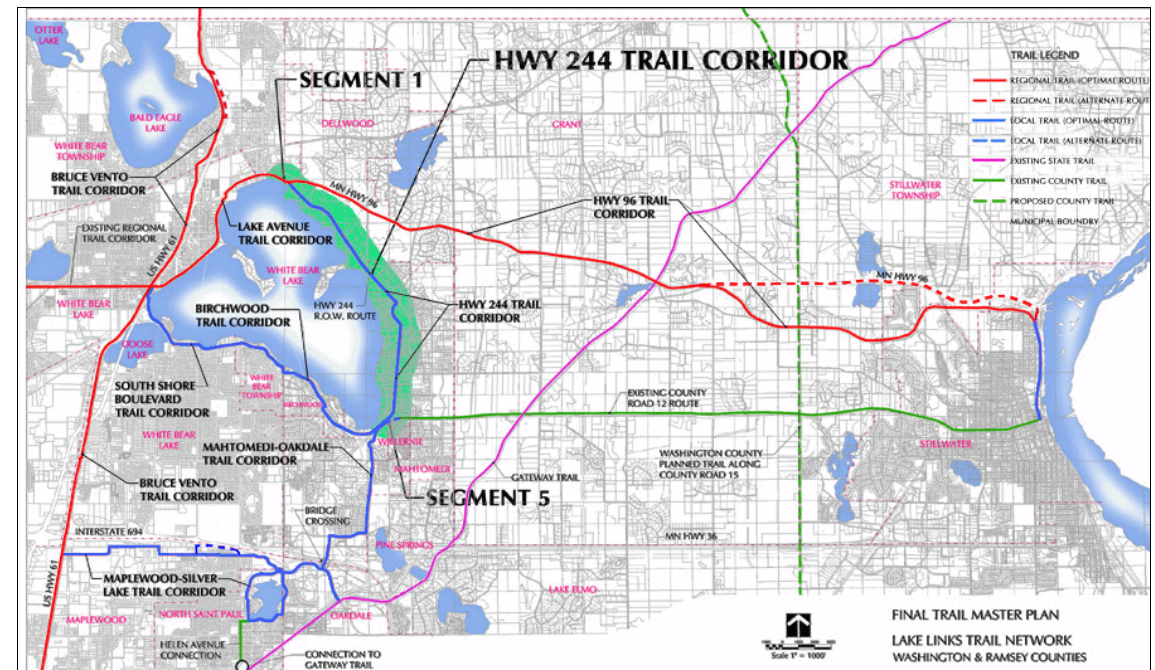 OTTER
LAKE
HWY 244 TRAIL CORRIDOR
SEGMENT 1
TRAIL LEGEND
REGIONAL TRAIL (OPTIMAL ROUTE)
REGIONAL TRAIL (ALTERNATE ROUT
LOCAL TRAIL (OPTIMAL ROUTE)
LOCAL TRAIL (ALTERNATE ROUTE)
EXISTING STATE TRAIL
EXISTING COUNTY TRAIL
PROPOSED COUNTY TRAIL
MUNICIPAL BOUNDRY
BALD EAGLE
LAKE
DELLWOOD
GRANT
WHITE BEAR
TOWNSHIP
BRUCE VENTO
TRAIL CORRIDOR
MN HWY 96
STILLWATER
TOWNSHIP
HWY 96 TRAIL
CORRIDOR
EXISTING REGIONAL
TRAIL CORRIDOR
US HWY 61
LAKE AVENUE
TRAIL CORRIDOR
WHITE BEAR
LAKE
MN HWY 96
WHITE BEAR
LAKE
BIRCHWOOD
TRAIL CORRIDOR
HWY 244
R.O.W. ROUTE
HWY 244 TRAIL
CORRIDOR
GOOSE
LAKE
SOUTH SHORE
BOULEVARD
TRAIL CORRIDOR
WHITE
BEAR
TOWNSHIP
BIRCHWOOD
EXISTING COUNTY
ROAD 12 ROUTE
WHITE BEAR
LAKE
MAHTOMEDI-OAKDALE
TRAIL CORRIDOR
WILLERNIE
MAHTOMEDI
STILLWATER
WASHINGTON COUNTY
PLANNED TRAIL ALONG
COUNTY ROAD 15
GATEWAY TRAIL
BRUCE VENTO
TRAIL CORRIDOR
SEGMENT 5
BRIDGE
CROSSING
INTERSTATE 694
MN HWY 36
PINE SPRINGS
US HWY 61
MAPLEWOOD-SILVER
LAKE TRAIL CORRIDOR
LAKE ELMO
MAPLEWOOD
NORTH SAINT PAUL
OAKDALE
HELEN AVENUE
CONNECTION
CONNECTION TO
GATEWAY TRAIL
Scale 1" = 1000'
FINAL TRAIL MASTER PLAN
LAKE LINKS TRAIL NETWORK
WASHINGTON & RAMSEY COUNTIES